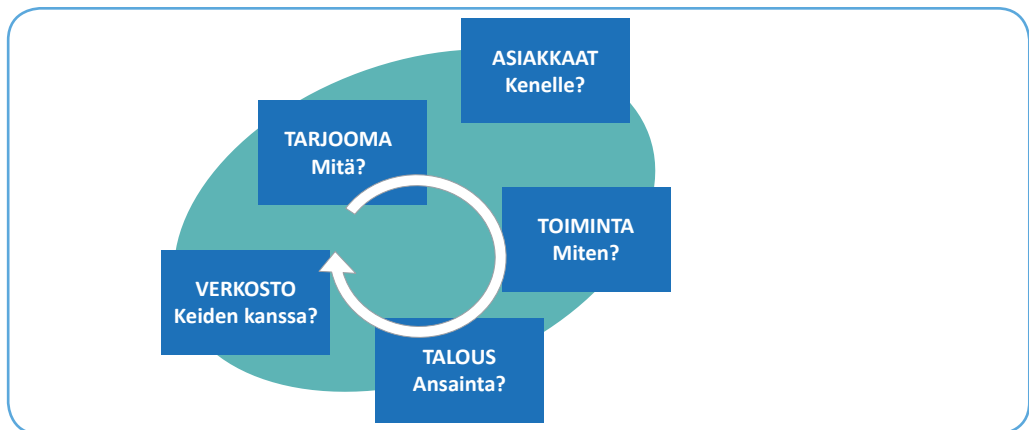 ASIAKKAAT
Kenelle?
TARJOOMA
Mitä?
TOIMINTA
Miten?
VERKOSTO
Keiden kanssa?
TALOUS
Ansainta?